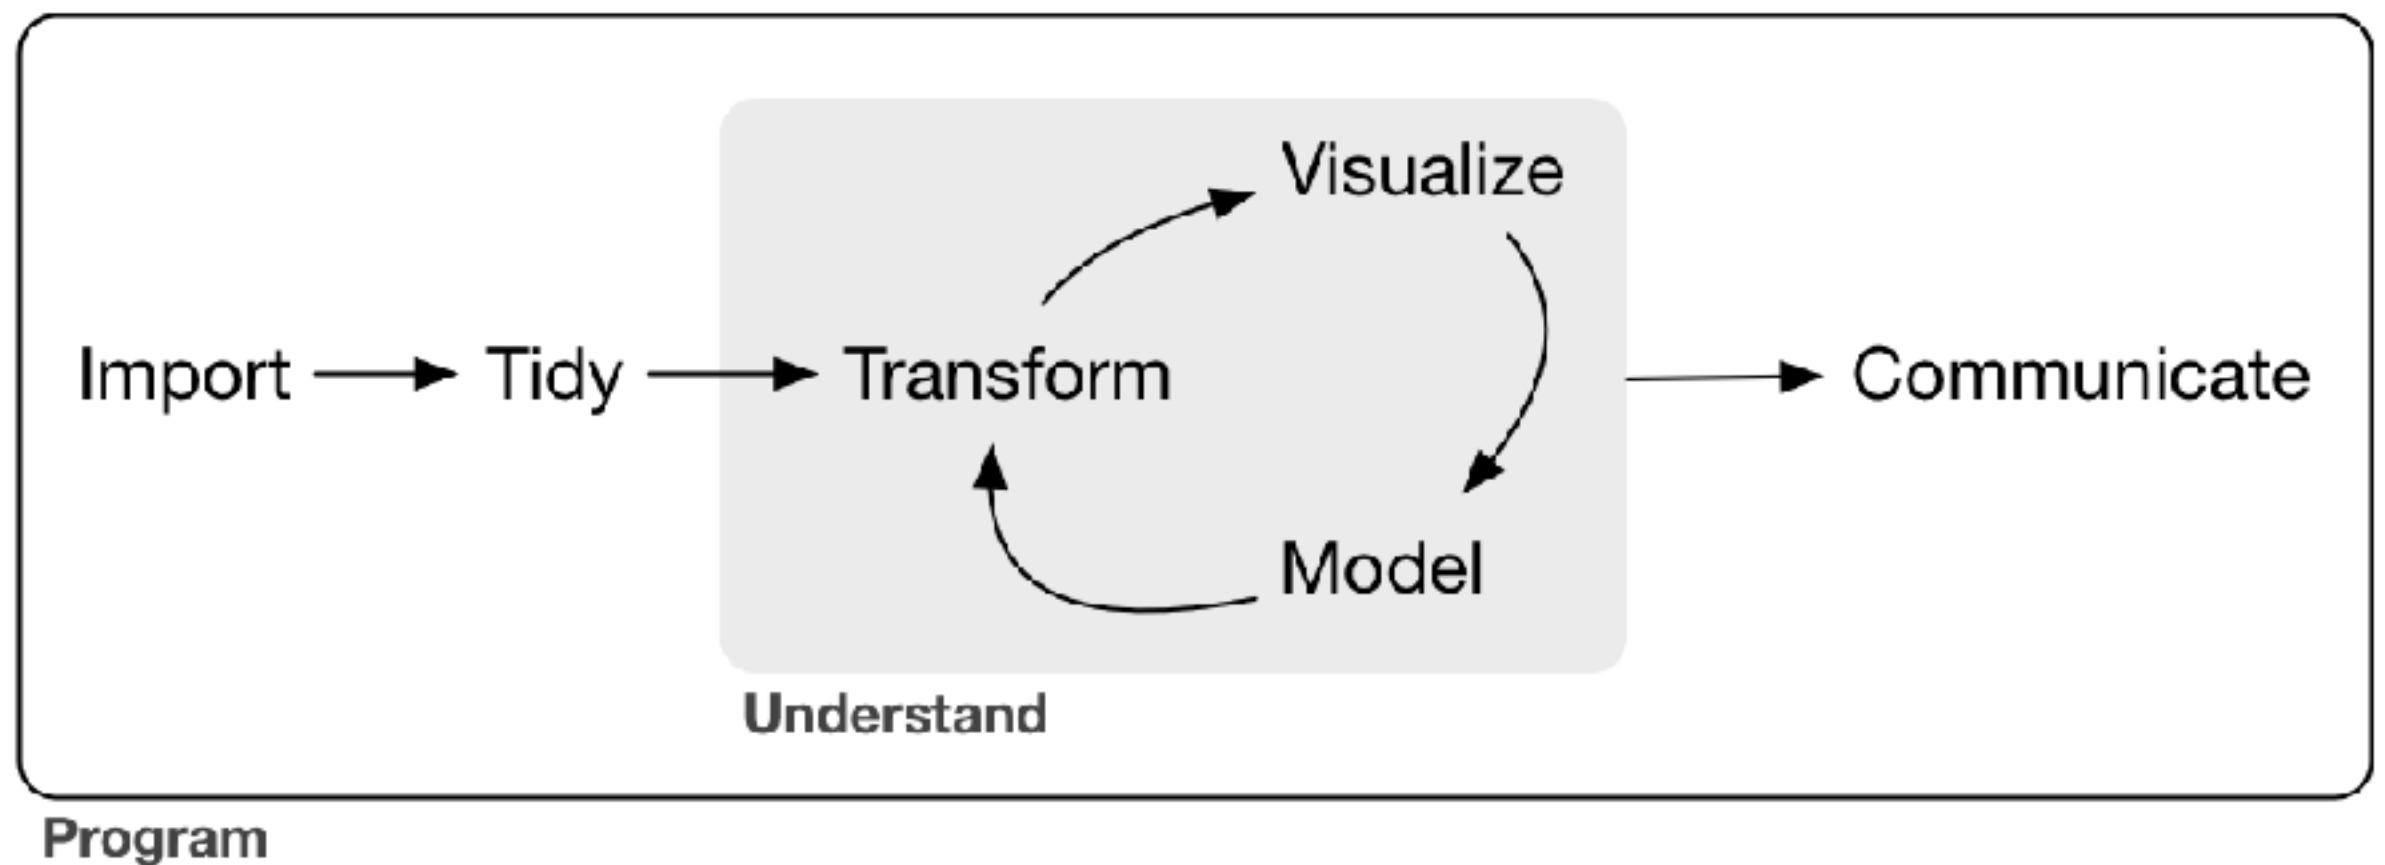 Visualize
Import Tidy Transform Communicate
Model
Understand
Program